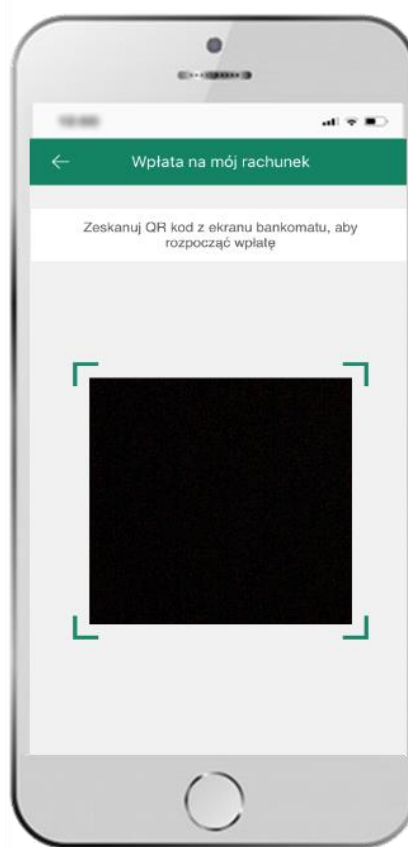 Wpłata na mój rachunek
Zeskanuj QR kod z ekranu bankomatu, aby
rozpocząć wpłatę